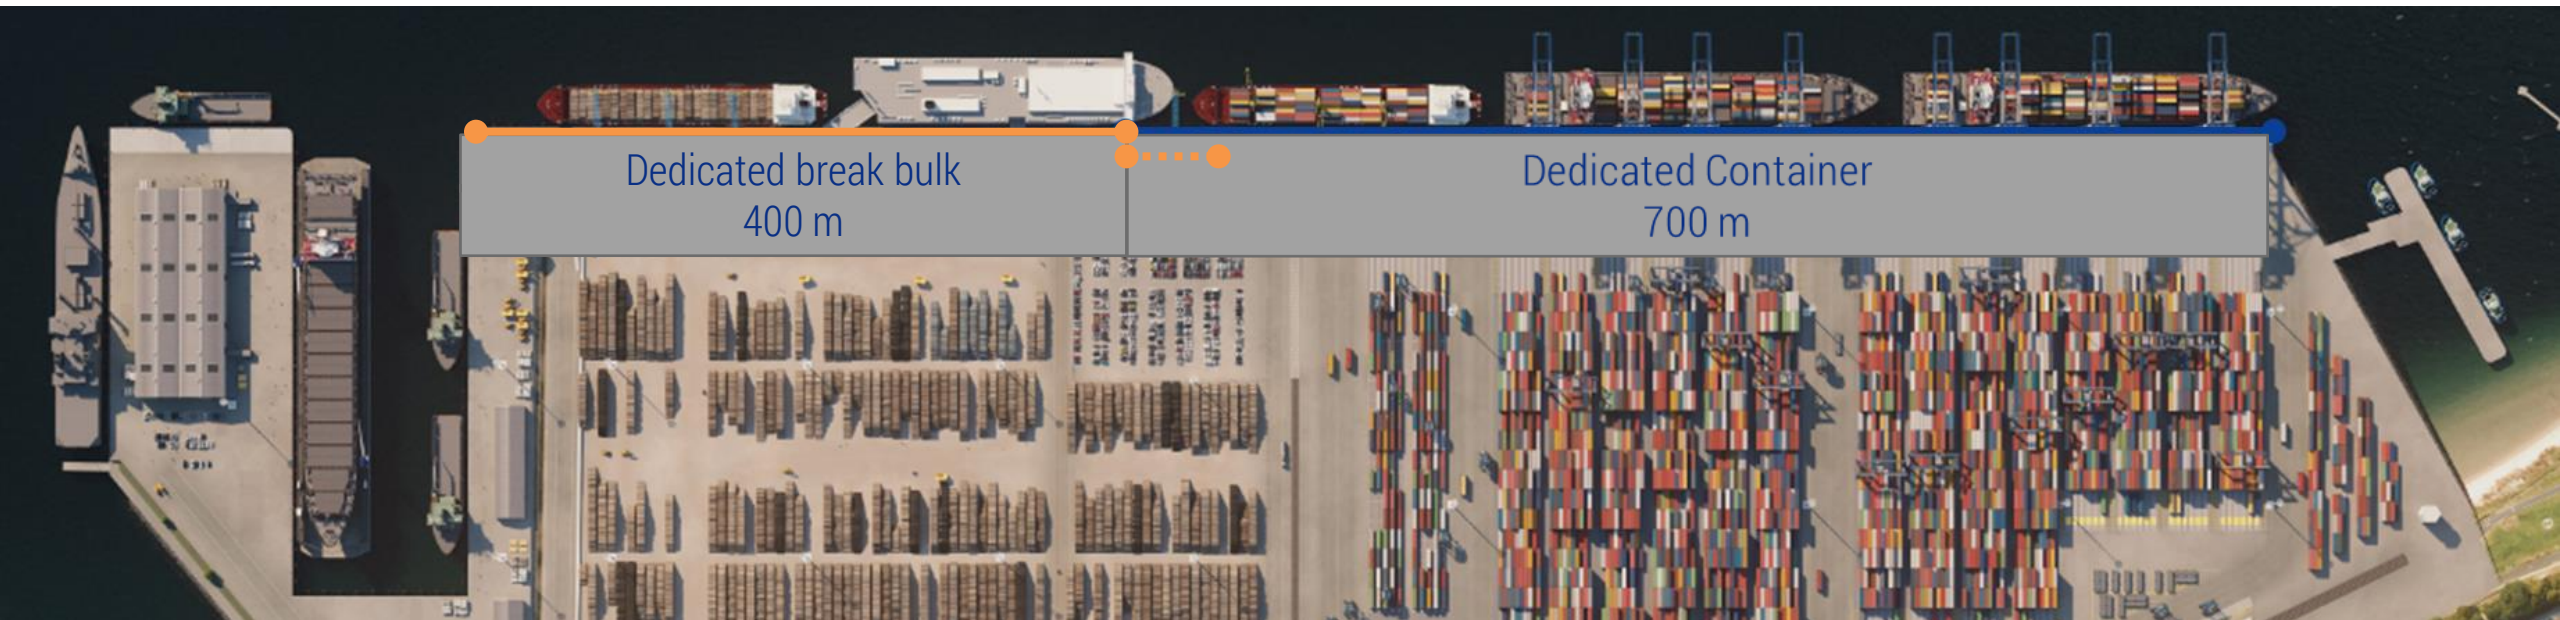 Dedicated break bulk
400 m
Dedicated Container
700 m